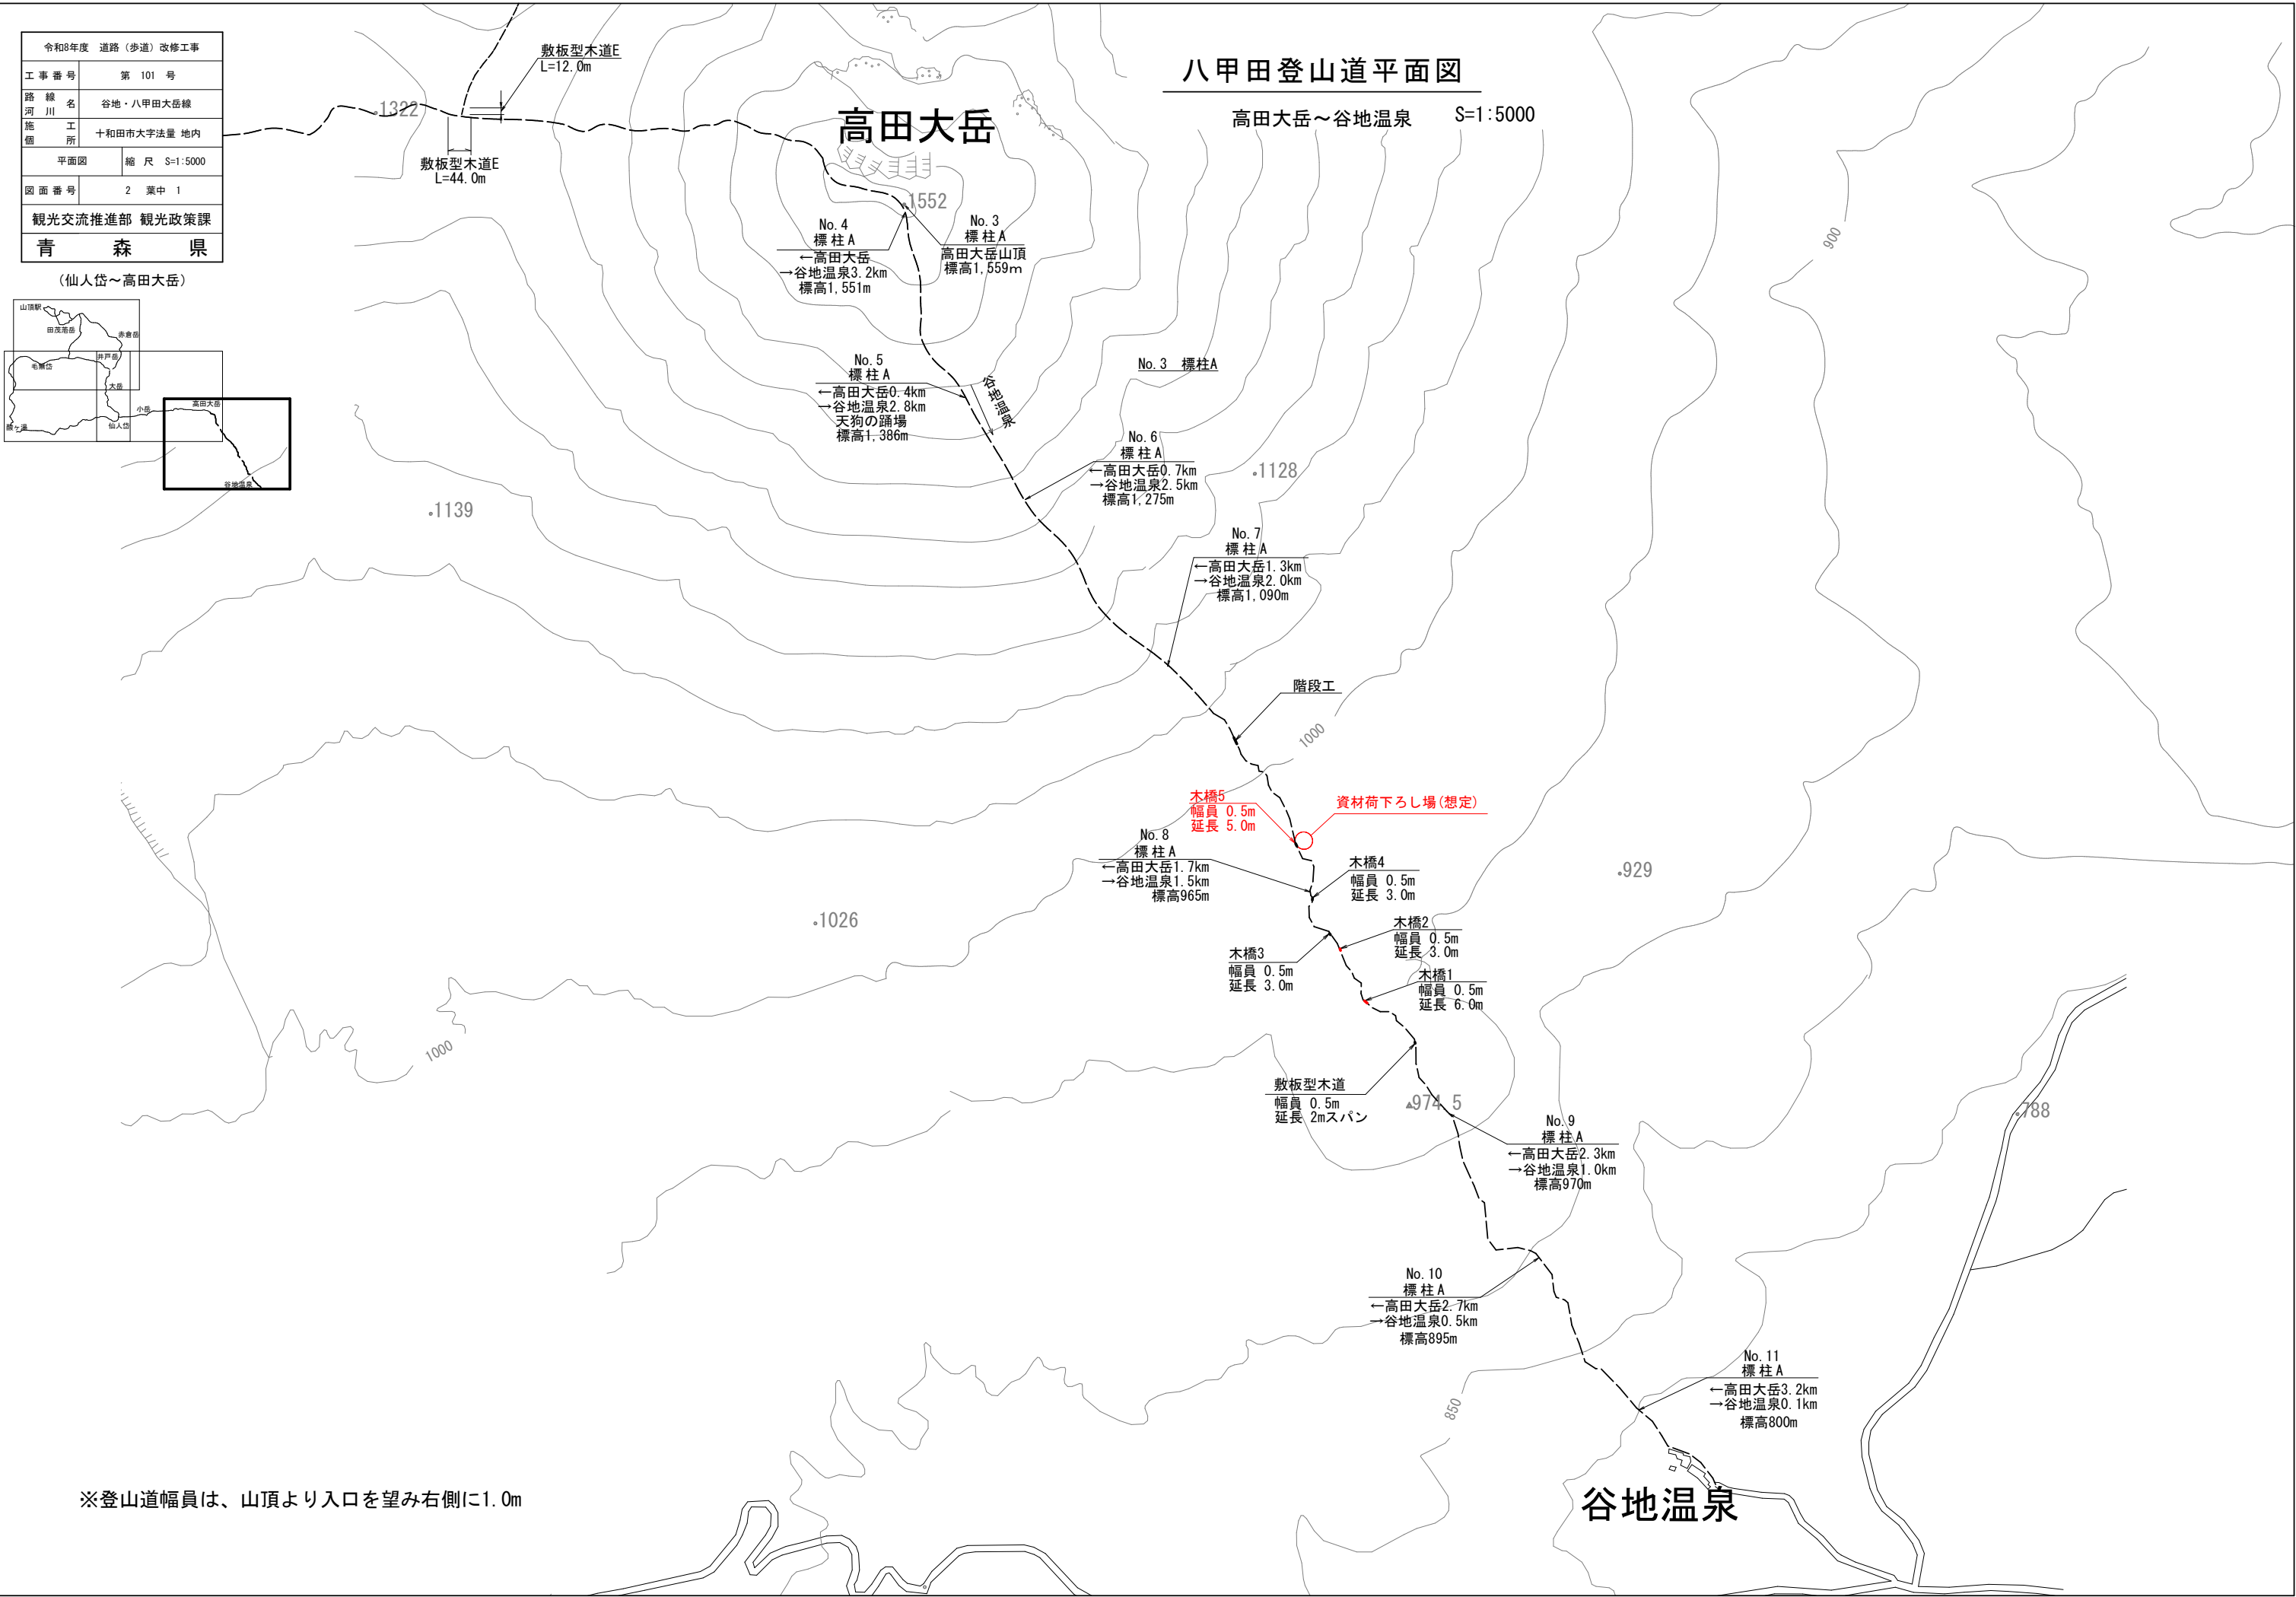 令和8年度 道路（歩道）改修工事
工事番号 第 101 号
路線名
河川
谷地・八甲田大岳線
施工
個所
十和田市大字法量 地内
平面図 縮尺 S=1:5000
図面番号 2 葉中 1
観光交流推進部 観光政策課
青森県
(仙人岱～高田大岳)
山頂駅
田茂萢岳
赤倉岳
井戸岳
毛無岱
大岳
小岳
高田大岳
仙人岱
酸ヶ湯
谷地温泉
八甲田登山道平面図
高田大岳～谷地温泉 S=1:5000
敷板型木道E
L=12.0m
1322
敷板型木道E
L=44.0m
高田大岳
1552
No.4
標柱A
←高田大岳
→谷地温泉3.2km
標高1,551m
No.3
標柱A
高田大岳山頂
標高1,559m
900
No.5
標柱A
←高田大岳0.4km
→谷地温泉2.8km
天狗の踊場
標高1,386m
谷地温泉
No.3 標柱A
No.6
標柱A
←高田大岳0.7km
→谷地温泉2.5km
標高1,275m
1128
1139
No.7
標柱A
←高田大岳1.3km
→谷地温泉2.0km
標高1,090m
階段工
1000
木橋5
幅員 0.5m
延長 5.0m
資材荷下ろし場(想定)
No.8
標柱A
←高田大岳1.7km
→谷地温泉1.5km
標高965m
木橋4
幅員 0.5m
延長 3.0m
929
1026
木橋2
幅員 0.5m
延長 3.0m
木橋3
幅員 0.5m
延長 3.0m
木橋1
幅員 0.5m
延長 6.0m
1000
敷板型木道
幅員 0.5m
延長 2mスパン
974.5
788
No.9
標柱A
←高田大岳2.3km
→谷地温泉1.0km
標高970m
No.10
標柱A
←高田大岳2.7km
→谷地温泉0.5km
標高895m
No.11
標柱A
←高田大岳3.2km
→谷地温泉0.1km
標高800m
850
谷地温泉
※登山道幅員は、山頂より入口を望み右側に1.0m